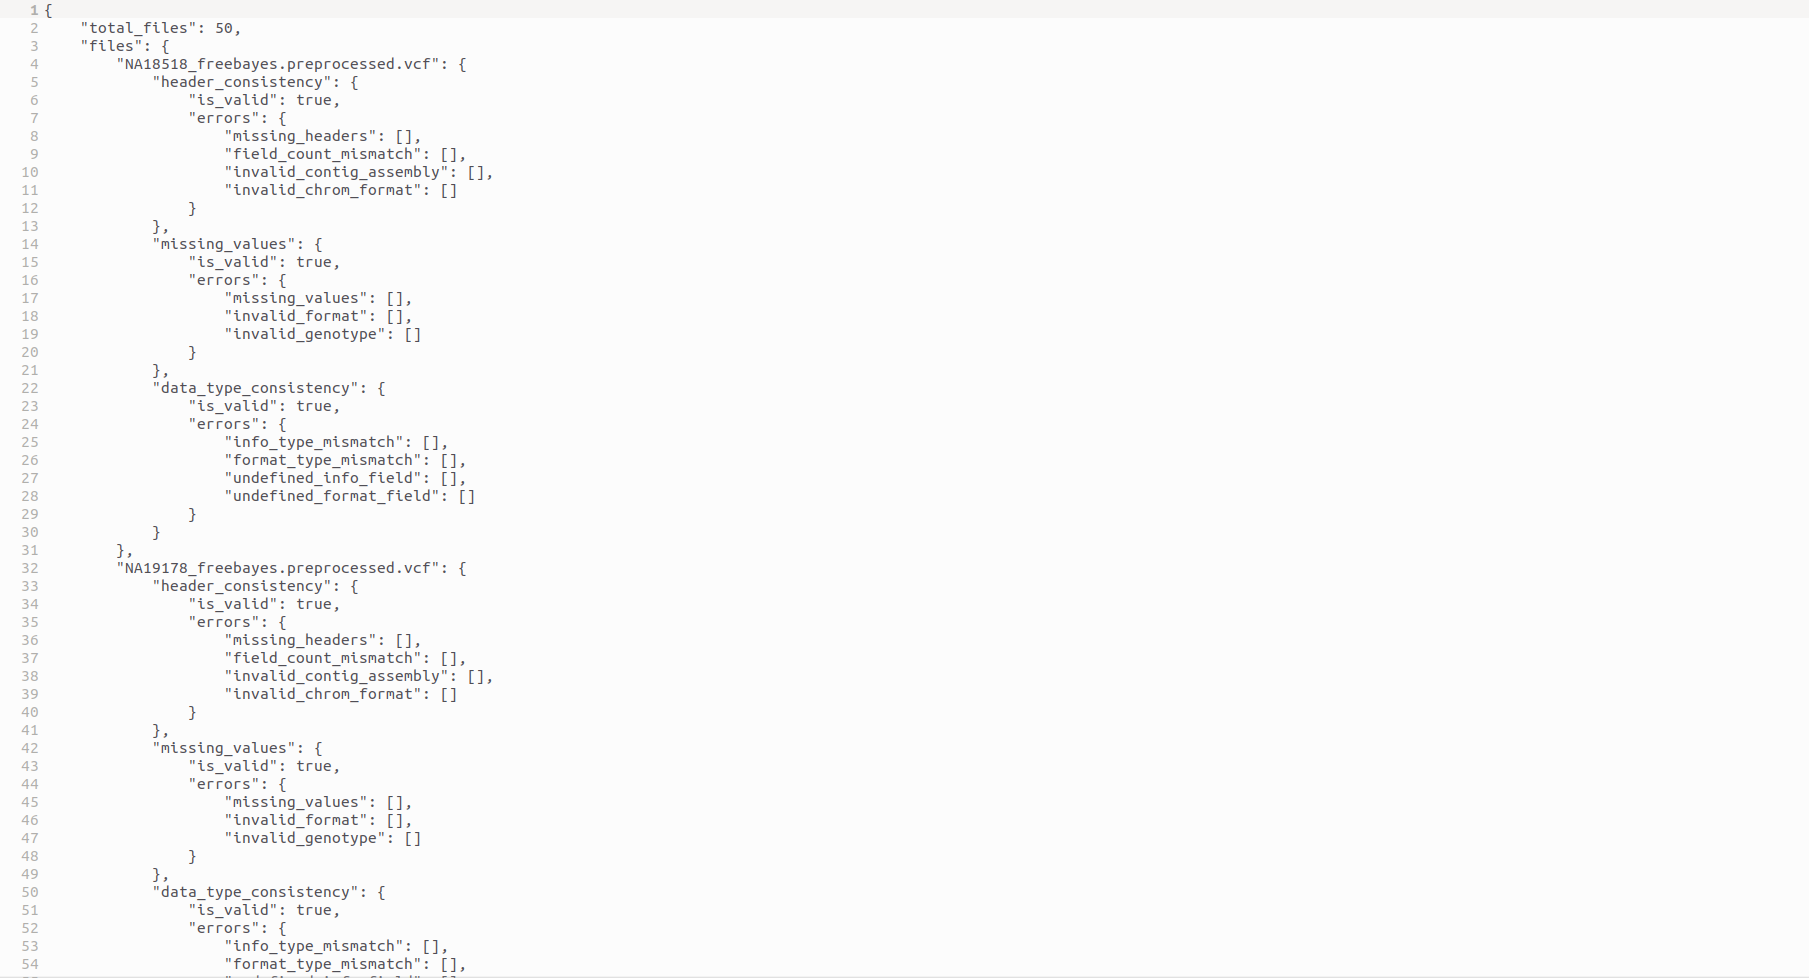 1 {
2     "total_files": 50,
3     "files": {
4         "NA18518_freebayes.preprocessed.vcf": {
5             "header_consistency": {
6                 "is_valid": true,
7                 "errors": {
8                     "missing_headers": [],
9                     "field_count_mismatch": [],
10                     "invalid_contig_assembly": [],
11                     "invalid_chrom_format": []
12                 }
13             },
14             "missing_values": {
15                 "is_valid": true,
16                 "errors": {
17                     "missing_values": [],
18                     "invalid_format": [],
19                     "invalid_genotype": []
20                 }
21             },
22             "data_type_consistency": {
23                 "is_valid": true,
24                 "errors": {
25                     "info_type_mismatch": [],
26                     "format_type_mismatch": [],
27                     "undefined_info_field": [],
28                     "undefined_format_field": []
29                 }
30             }
31         },
32         "NA19178_freebayes.preprocessed.vcf": {
33             "header_consistency": {
34                 "is_valid": true,
35                 "errors": {
36                     "missing_headers": [],
37                     "field_count_mismatch": [],
38                     "invalid_contig_assembly": [],
39                     "invalid_chrom_format": []
40                 }
41             },
42             "missing_values": {
43                 "is_valid": true,
44                 "errors": {
45                     "missing_values": [],
46                     "invalid_format": [],
47                     "invalid_genotype": []
48                 }
49             },
50             "data_type_consistency": {
51                 "is_valid": true,
52                 "errors": {
53                     "info_type_mismatch": [],
54                     "format_type_mismatch": [],